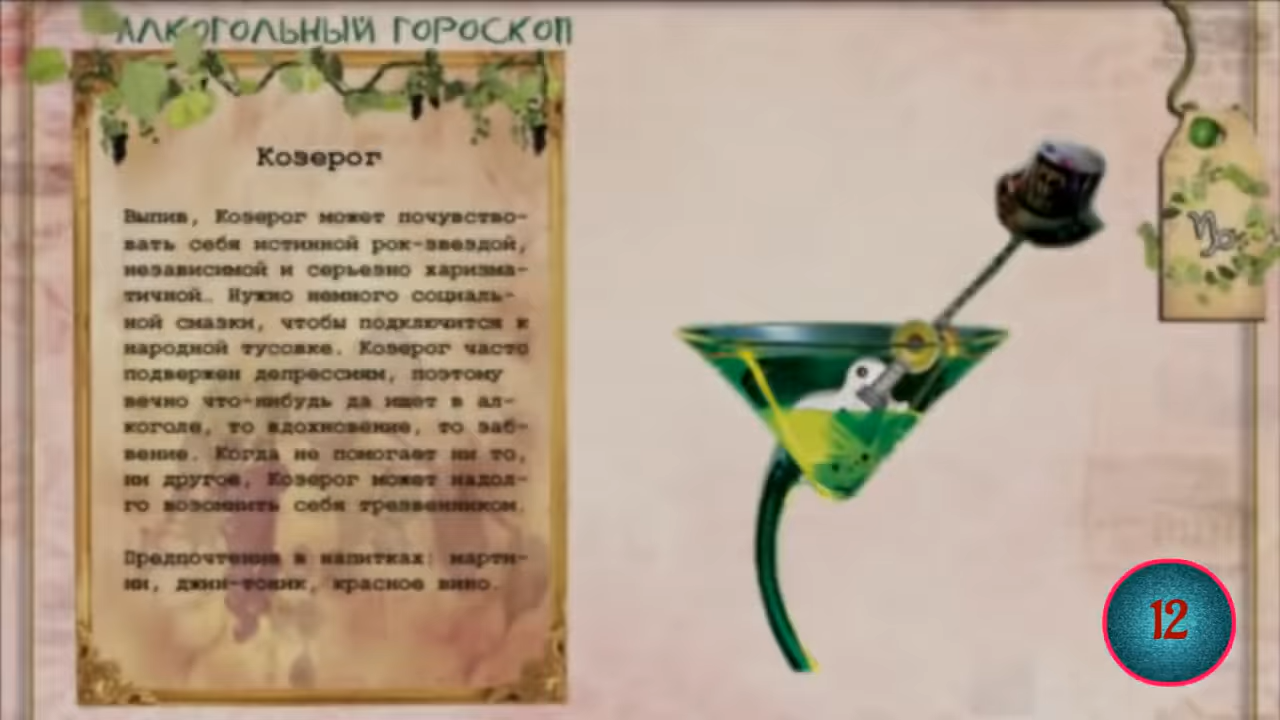 АЛКОГОЛЬНЫЙ ГОРОСКОП
Козерог
Выпив, Козерог может почувство-
вать себя истинной рок-звездой,
независимой и серьезно харизма-
тичной. Нужно немного социаль-
ной смазки, чтобы подключится к
народной тусовке. Козерог часто
подвержен депрессиям, поэтому
вечно что-нибудь да ищет в ал-
коголе, то вдохновение, то заб-
вение. Когда не помогает ни то,
ни другое, Козерог может надол-
го возомнить себя трезвенником.
Предпочтения в напитках: марти-
ни, джин-тоник, красное вино.
12